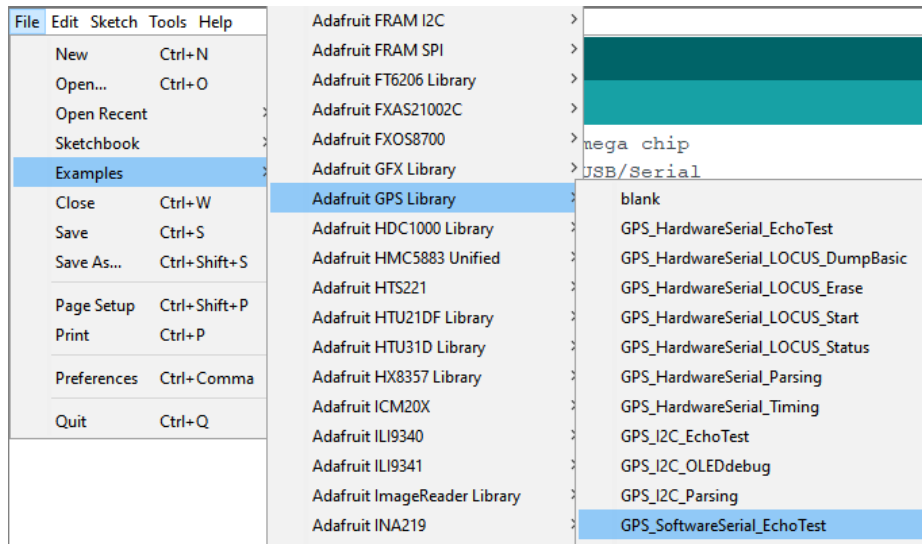 File Edit Sketch Tools Help
New Ctrl+N
Open... Ctrl+O
Open Recent
Sketchbook
Examples
Close Ctrl+W
Save Ctrl+S
Save As... Ctrl+Shift+S
Page Setup Ctrl+Shift+P
Print Ctrl+P
Preferences Ctrl+Comma
Quit Ctrl+Q
Adafruit FRAM I2C
Adafruit FRAM SPI
Adafruit FT6206 Library
Adafruit FXAS21002C
Adafruit FXOS8700
Adafruit GFX Library
Adafruit GPS Library
Adafruit HDC1000 Library
Adafruit HMC5883 Unified
Adafruit HTS221
Adafruit HTU21DF Library
Adafruit HTU31D Library
Adafruit HX8357 Library
Adafruit ICM20X
Adafruit ILI9340
Adafruit ILI9341
Adafruit ImageReader Library
Adafruit INA219
mega chip
USB/Serial
blank
GPS_HardwareSerial_EchoTest
GPS_HardwareSerial_LOCUS_DumpBasic
GPS_HardwareSerial_LOCUS_Erase
GPS_HardwareSerial_LOCUS_Start
GPS_HardwareSerial_LOCUS_Status
GPS_HardwareSerial_Parsing
GPS_HardwareSerial_Timing
GPS_I2C_EchoTest
GPS_I2C_OLEDdebug
GPS_I2C_Parsing
GPS_SoftwareSerial_EchoTest